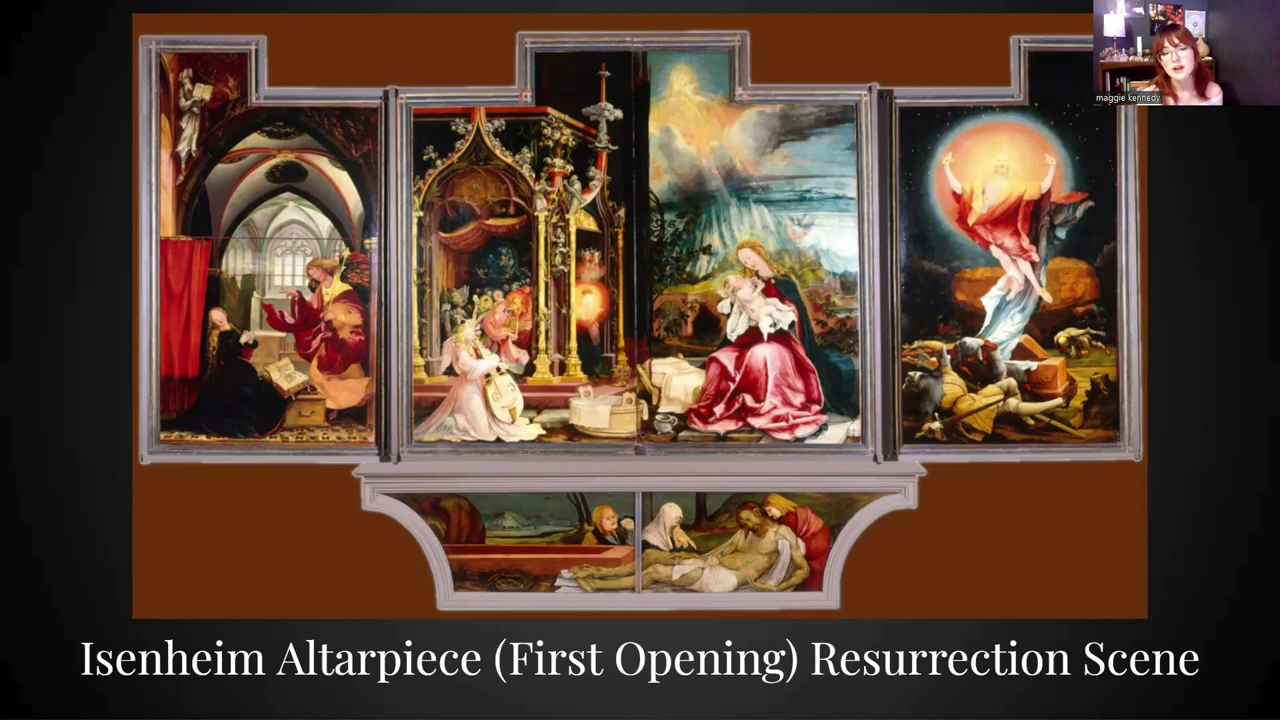 maggie kennedy
Isenheim Altarpiece (First Opening) Resurrection Scene